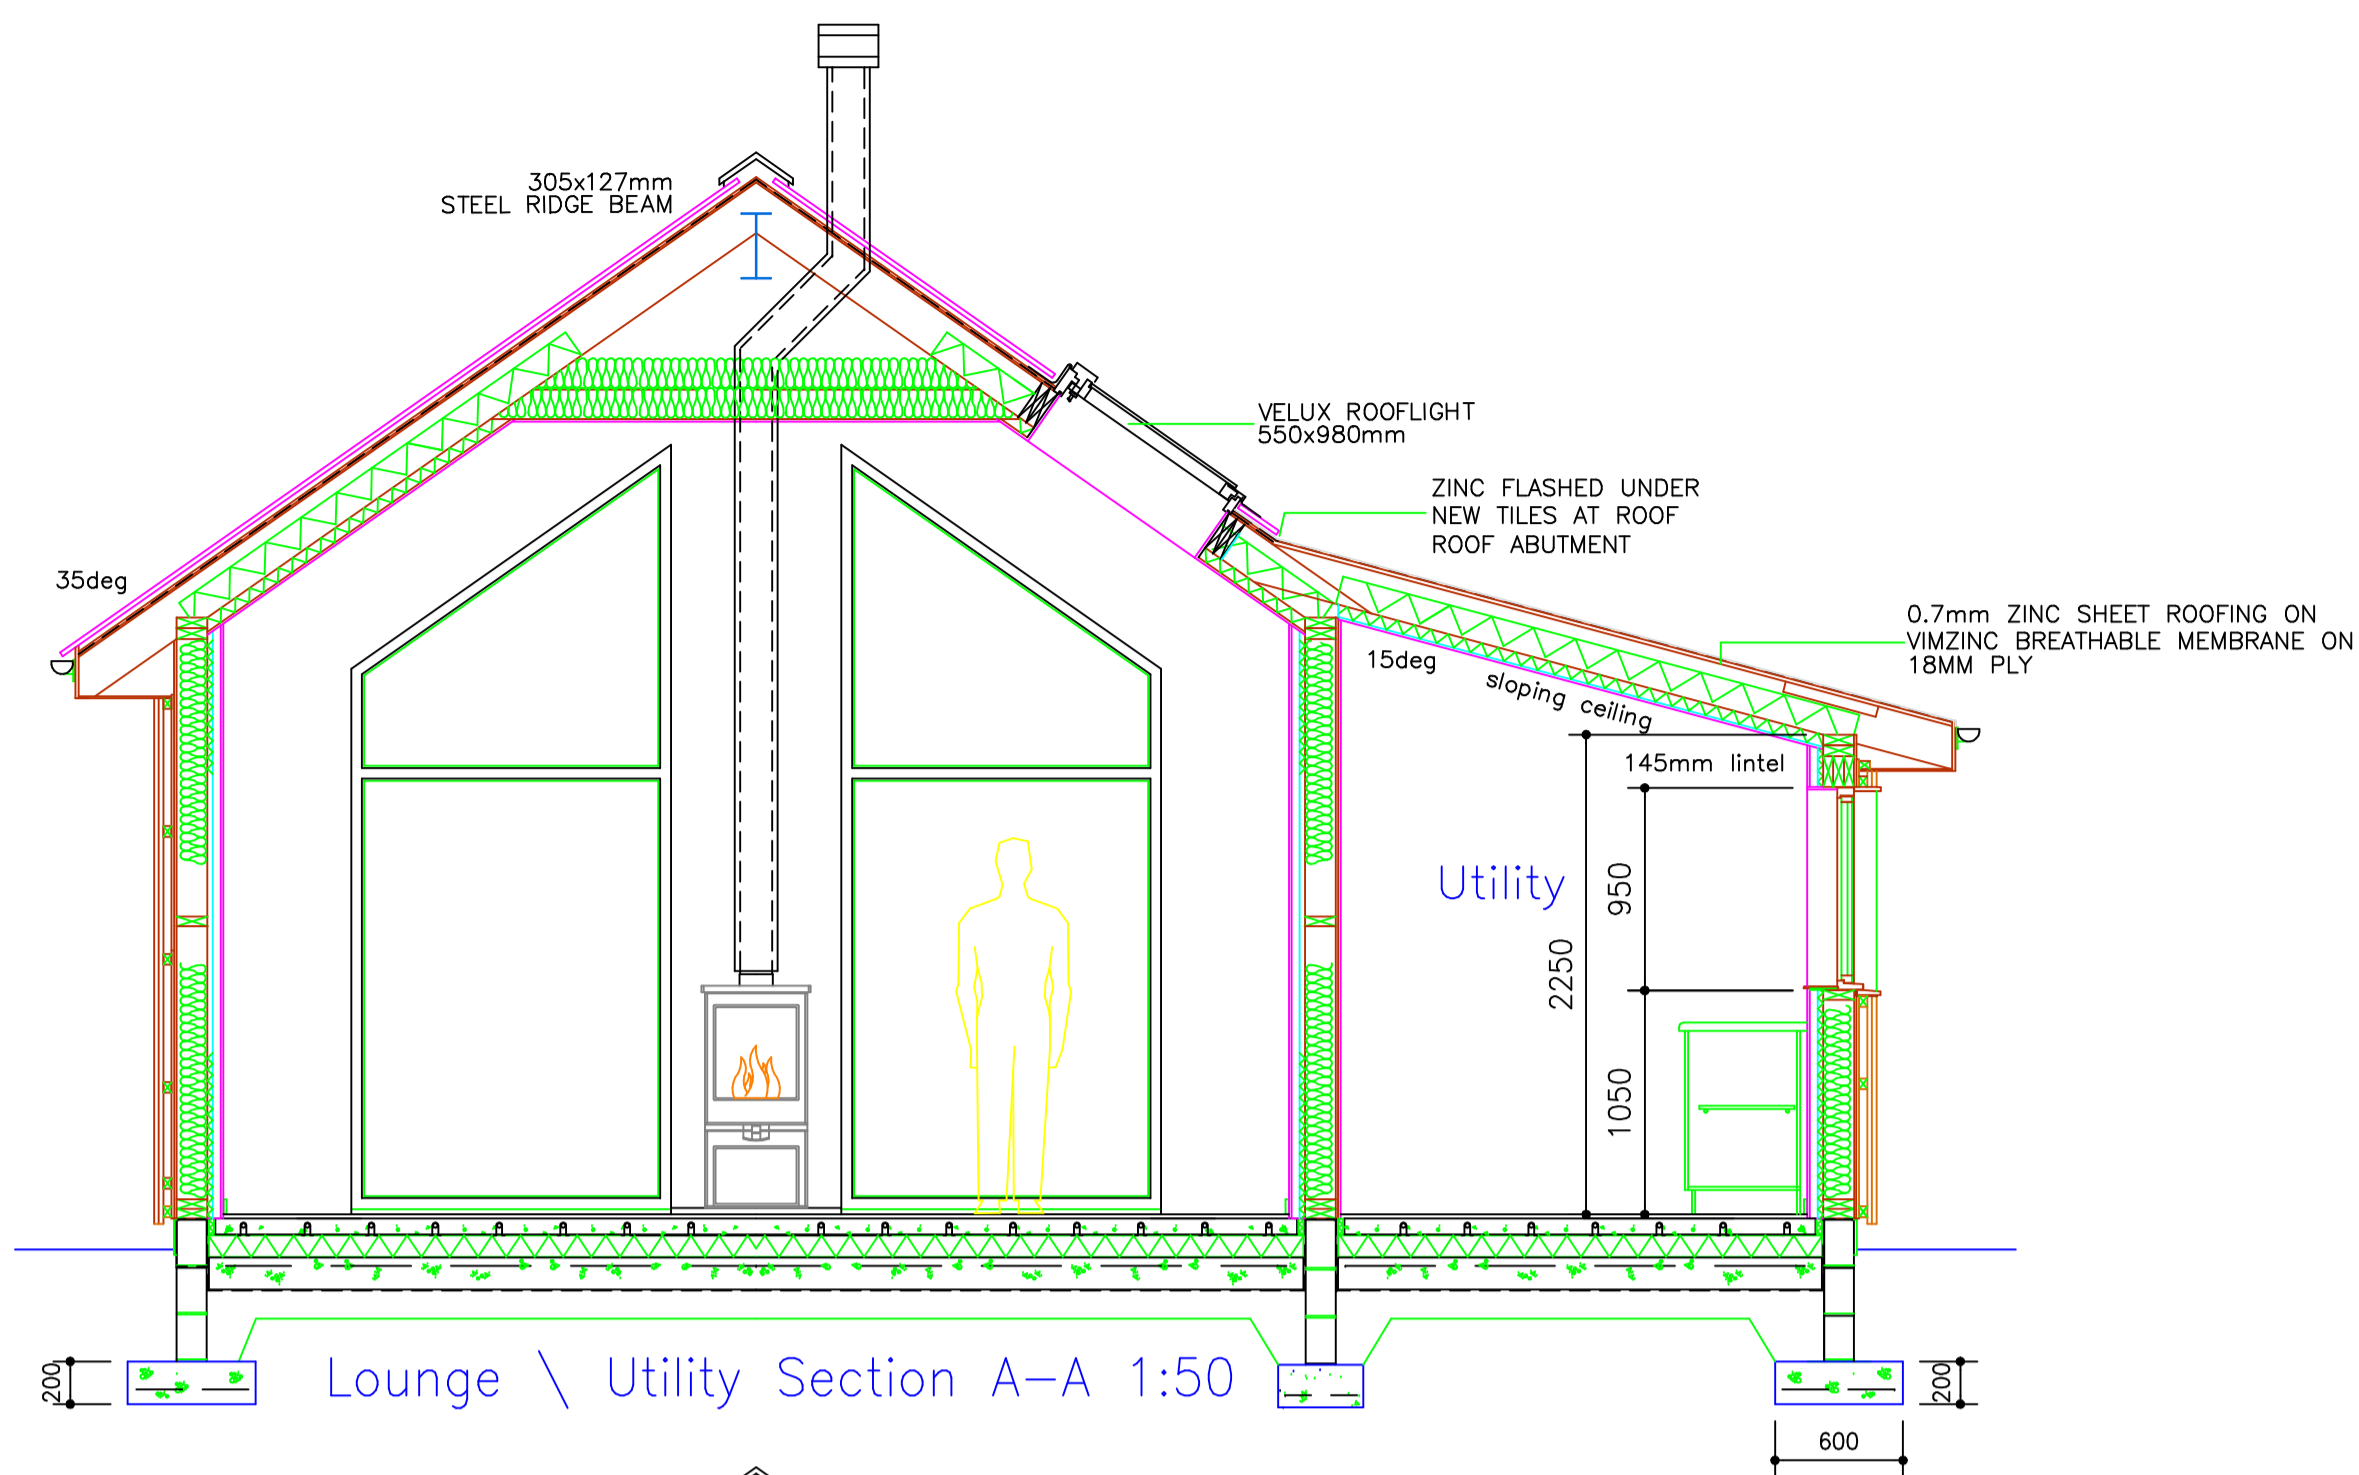 305x127mm
STEEL RIDGE BEAM
VELUX ROOFLIGHT
550x980mm
ZINC FLASHED UNDER
NEW TILES AT ROOF
ROOF ABUTMENT
35deg
0.7mm ZINC SHEET ROOFING ON
VIMZINC BREATHABLE MEMBRANE ON
18MM PLY
15deg
sloping ceiling
145mm lintel
Utility
950
2250
1050
200
Lounge \ Utility Section A-A 1:50
200
600